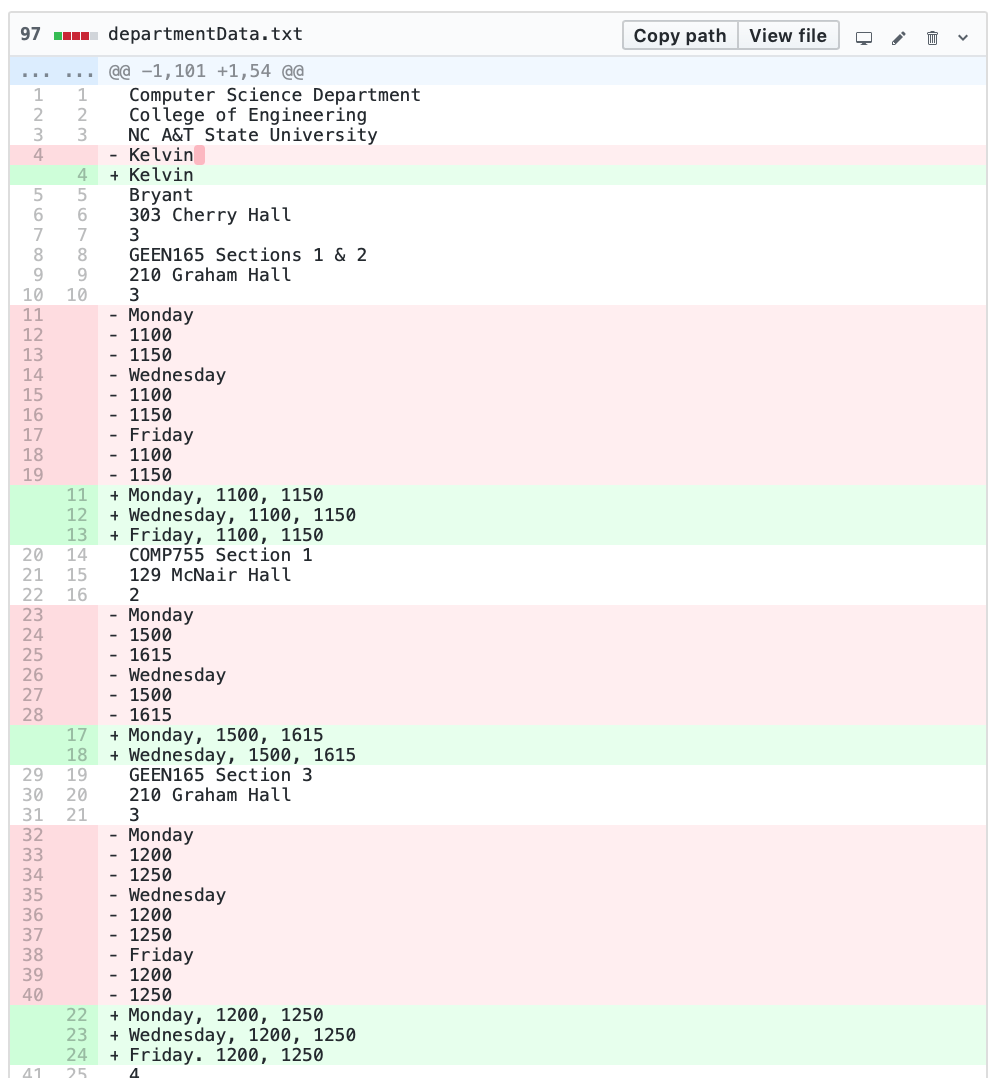 97 departmentData.txt Copy path View file
... ... @@ -1,101 +1,54 @@
1 1 Computer Science Department
2 2 College of Engineering
3 3 NC A&T State University
4 - Kelvin
4 + Kelvin
5 5 Bryant
6 6 303 Cherry Hall
7 7 3
8 8 GEEN165 Sections 1 & 2
9 9 210 Graham Hall
10 10 3
11 - Monday
12 - 1100
13 - 1150
14 - Wednesday
15 - 1100
16 - 1150
17 - Friday
18 - 1100
19 - 1150
11 + Monday, 1100, 1150
12 + Wednesday, 1100, 1150
13 + Friday, 1100, 1150
20 14 COMP755 Section 1
21 15 129 McNair Hall
22 16 2
23 - Monday
24 - 1500
25 - 1615
26 - Wednesday
27 - 1500
28 - 1615
17 + Monday, 1500, 1615
18 + Wednesday, 1500, 1615
29 19 GEEN165 Section 3
30 20 210 Graham Hall
31 21 3
32 - Monday
33 - 1200
34 - 1250
35 - Wednesday
36 - 1200
37 - 1250
38 - Friday
39 - 1200
40 - 1250
22 + Monday, 1200, 1250
23 + Wednesday, 1200, 1250
24 + Friday. 1200, 1250
41 25 4